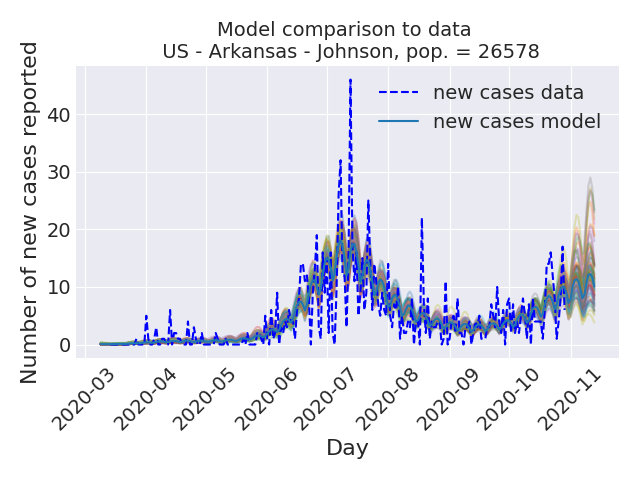 Model comparison to data
US - Arkansas - Johnson, pop. = 26578
Number of new cases reported
40
30
20
10
0
new cases data
new cases model
2020-03
2020-04
2020-05
2020-06
2020-07
2020-08
2020-09
2020-10
2020-11
Day